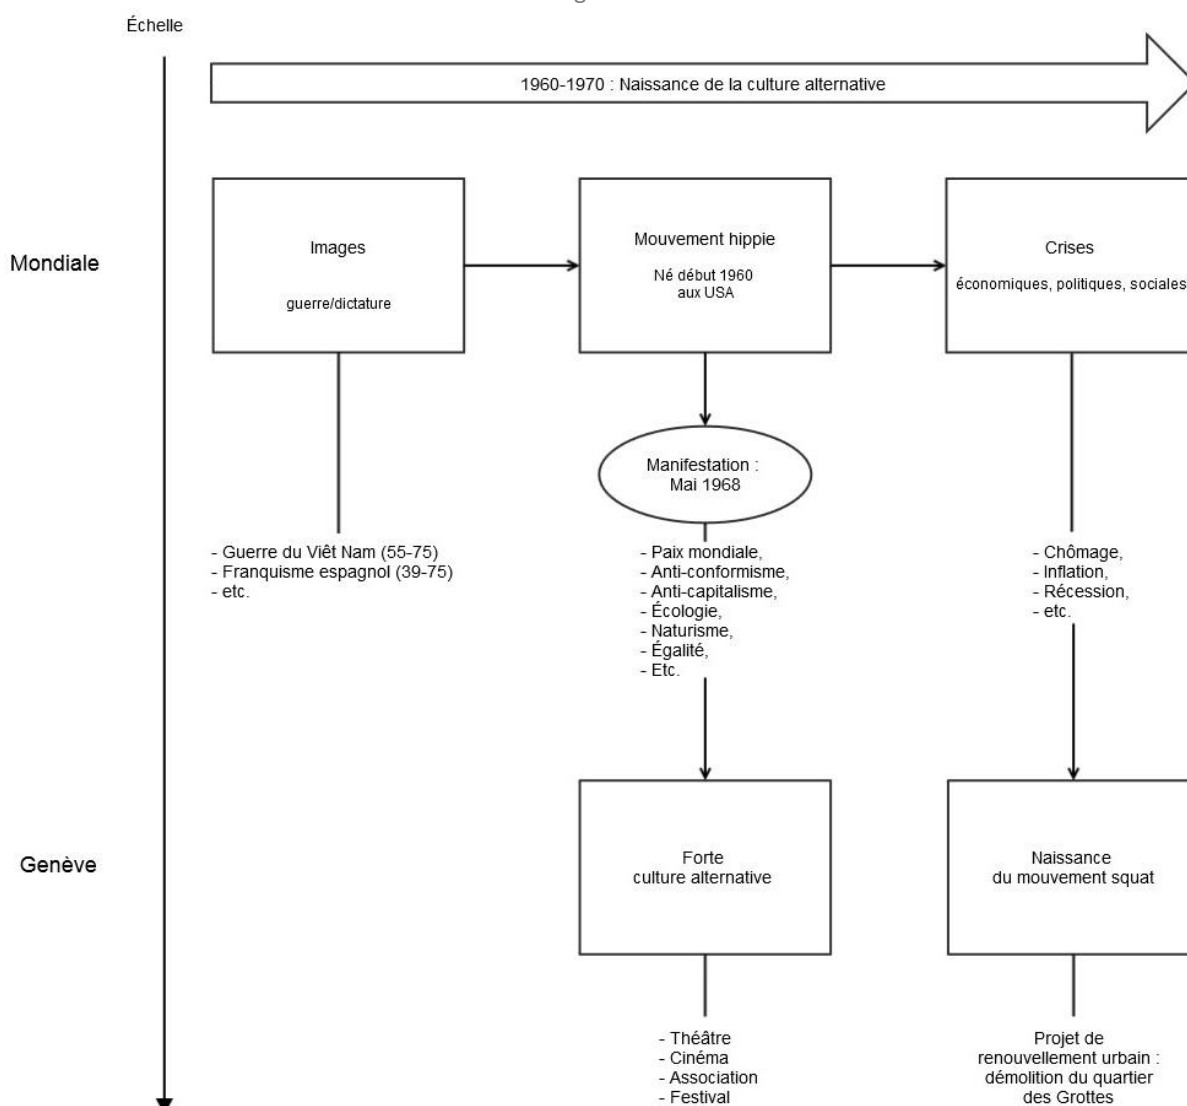 Échelle
1960-1970 : Naissance de la culture alternative
Mondiale
Images
guerre/dictature
Mouvement hippie
Né début 1960
aux USA
Crises
économiques, politiques, sociales
Manifestation :
Mai 1968
- Guerre du Viêt Nam (55-75)
- Franquisme espagnol (39-75)
- etc.
- Paix mondiale,
- Anti-conformisme,
- Anti-capitalisme,
- Écologie,
- Naturisme,
- Égalité,
- Etc.
- Chômage,
- Inflation,
- Récession,
- etc.
Genève
Forte
culture alternative
Naissance
du mouvement squat
- Théâtre
- Cinéma
- Association
- Festival
Projet de
renouvellement urbain :
démolition du quartier
des Grottes